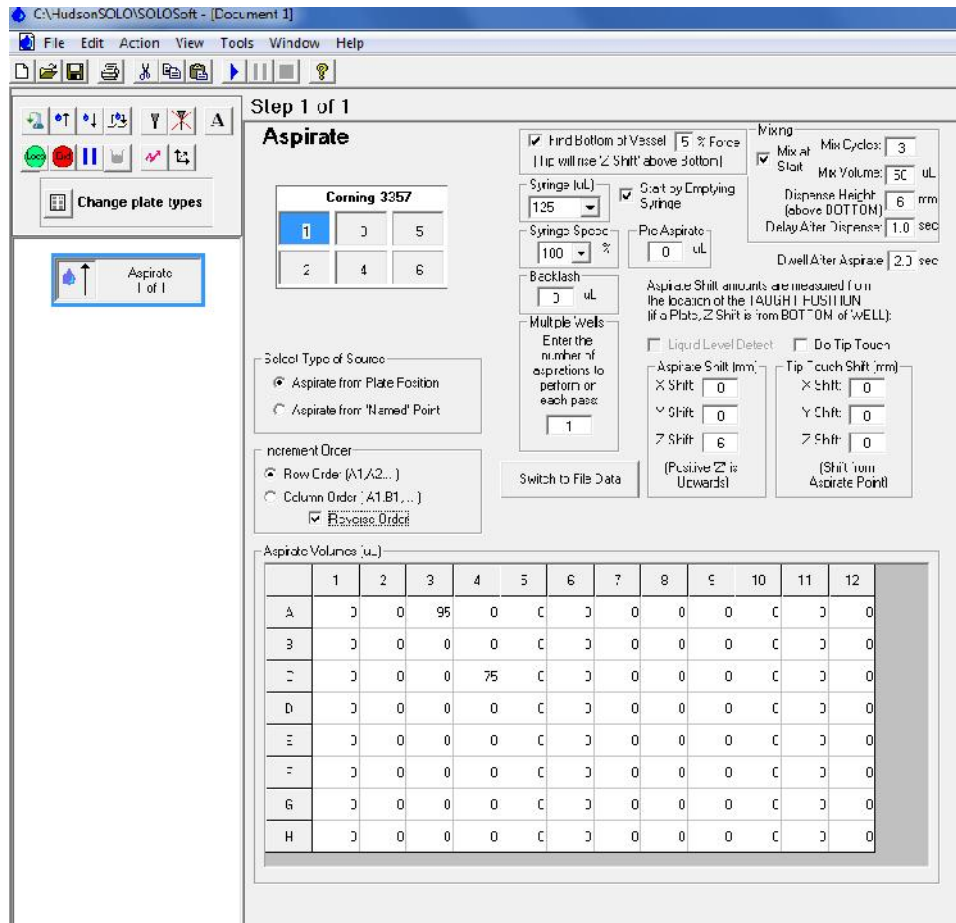 C:\HudsonSOLO\SOLOSoft - [Document 1]
File Edit Action View Tools Window Help
A
Change plate types
Aspirate
1 of 1
Step 1 of 1
Aspirate
Corning 3357
1 3 5
2 4 6
Select Type of Source
Aspirate from Plate Position
Aspirate from 'Named' Point
Increment Order
Row Order (A1,A2... )
Column Order (A1,B1,... )
Reverse Order
Find Bottom of Vessel 5 % Force
(Tip will rise 'Z Shift' above Bottom)
Syringe (uL)
125
Start by Emptying
Syringe
Syringe Speed
100 %
Pre Aspirate
0 uL
Backlash
0 uL
Multiple Wells
Enter the
number of
aspirations to
perform on
each pass:
1
Switch to File Data
Mixing
Mix at
Start
Mix Cycles: 3
Mix Volume: 50 uL
Dispense Height
(above BOTTOM) 6 mm
Delay After Dispense: 1.0 sec
Dwell After Aspirate 2.0 sec
Aspirate Shift amounts are measured from
the location of the TAUGHT POSITION
(if a Plate, Z Shift is from BOTTOM of WELL):
Liquid Level Detect Do Tip Touch
Aspirate Shift (mm)
X Shift: 0
Y Shift: 0
Z Shift: 6
(Positive 'Z' is
Upwards)
Tip Touch Shift (mm)
X Shift: 0
Y Shift: 0
Z Shift: 0
(Shift from
Aspirate Point)
Aspirate Volumes (uL)
1 2 3 4 5 6 7 8 9 10 11 12
A 0 0 95 0 0 0 0 0 0 0 0 0
B 0 0 0 0 0 0 0 0 0 0 0 0
C 0 0 0 75 0 0 0 0 0 0 0 0
D 0 0 0 0 0 0 0 0 0 0 0 0
E 0 0 0 0 0 0 0 0 0 0 0 0
F 0 0 0 0 0 0 0 0 0 0 0 0
G 0 0 0 0 0 0 0 0 0 0 0 0
H 0 0 0 0 0 0 0 0 0 0 0 0